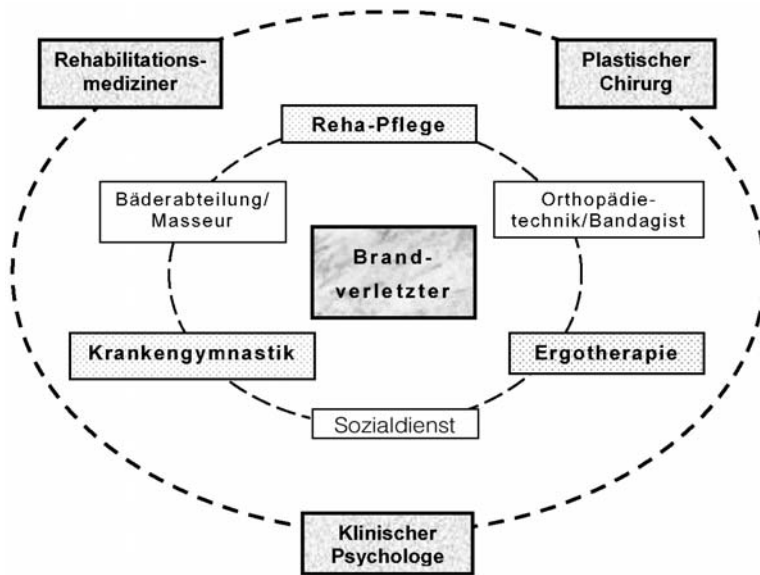 Rehabilitations-
mediziner
Plastischer
Chirurg
Reha-Pflege
Bäderabteilung/
Masseur
Orthopädie-
technik/Bandagist
Brand-
verletzter
Krankengymnastik
Ergotherapie
Sozialdienst
Klinischer
Psychologe